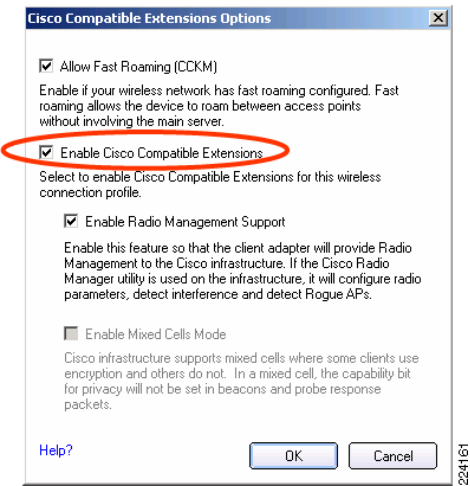 Cisco Compatible Extensions Options
Allow Fast Roaming (CCKM)
Enable if your wireless network has fast roaming configured. Fast
roaming allows the device to roam between access points
without involving the main server.
Enable Cisco Compatible Extensions
Select to enable Cisco Compatible Extensions for this wireless
connection profile.
Enable Radio Management Support
Enable this feature so that the client adapter will provide Radio
Management to the Cisco infrastructure. If the Cisco Radio
Manager utility is used on the infrastructure, it will configure radio
parameters, detect interference and detect Rogue APs.
Enable Mixed Cells Mode
Cisco infrastructure supports mixed cells where some clients use
encryption and others do not. In a mixed cell, the capability bit
for privacy will not be set in beacons and probe response
packets.
Help?
OK
Cancel
224161